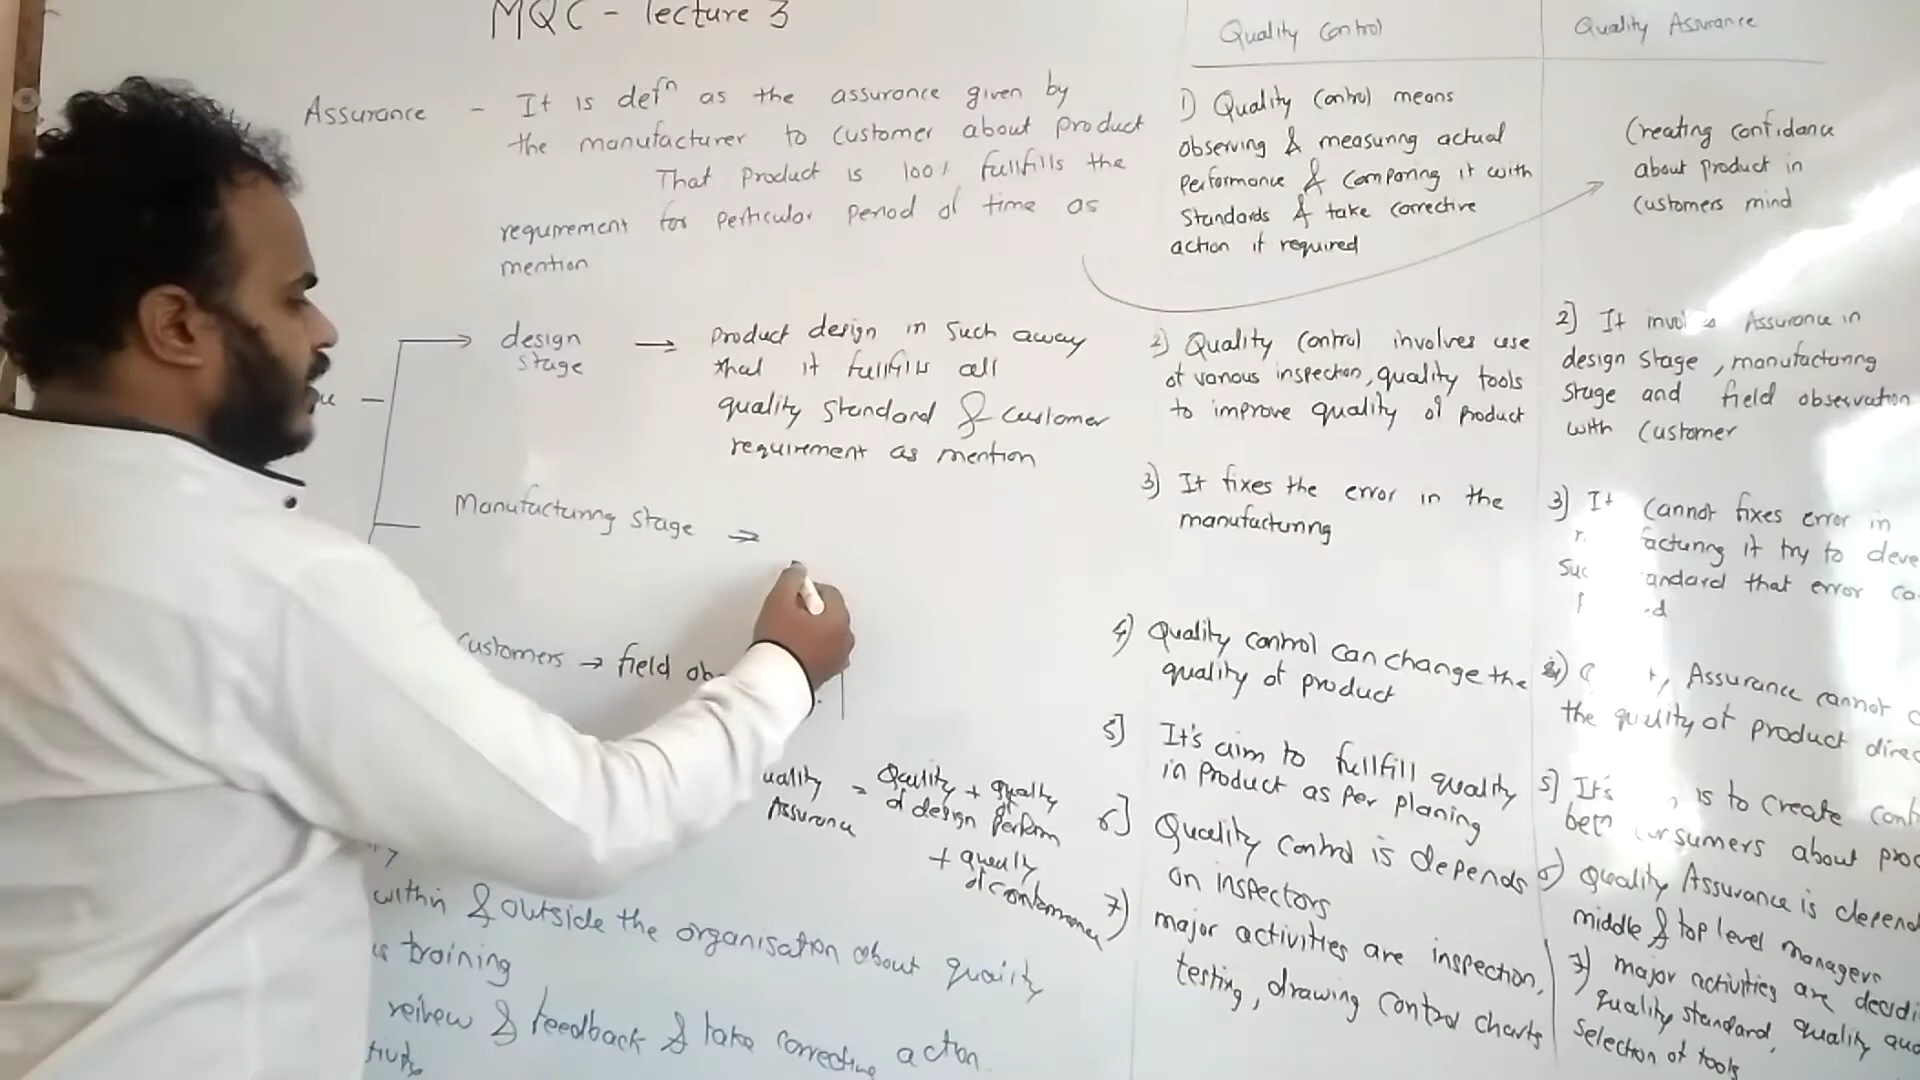 MQC - lecture 3
Assurance - It is defn as the assurance given by
the manufacturer to customer about product
That product is 100% fullfills the
requirement for perticular period of time as
mention
design
stage
→ product design in such away
that it fullfills all
quality standard & customer
requirement as mention
Manufacturing stage →
customers → field
uality = Quality + quality
Assurance of design of perform
+ quality
of conformance
within & outside the organisation about quality
training
reivew & feedback & take corrective action
Quality Control
1) Quality control means
observing & measuring actual
performance & comparing it with
standards & take corrective
action if required
2) Quality control involves use
of various inspection, quality tools
to improve quality of product
3) It fixes the error in the
manufacturing
4) Quality control can change the
quality of product
5] It's aim to fullfill quality
in product as per planing
6] Quality control is depends
on inspectors
7) major activities are inspection,
testing, drawing control charts
Quality Assurance
Creating confidance
about product in
customers mind
2] It Assurance in
design stage, manufacturing
stage and field observation
with customer
3) It cannot fixes error in
facturing it try to deve
andard that error
4) Assurance cannot
the quality of product direc
5] It's is to create
sumers about
6) Quality Assurance is depend
middle & top level managers
7) major activities are decidi
quality standard, quality
selection of tools